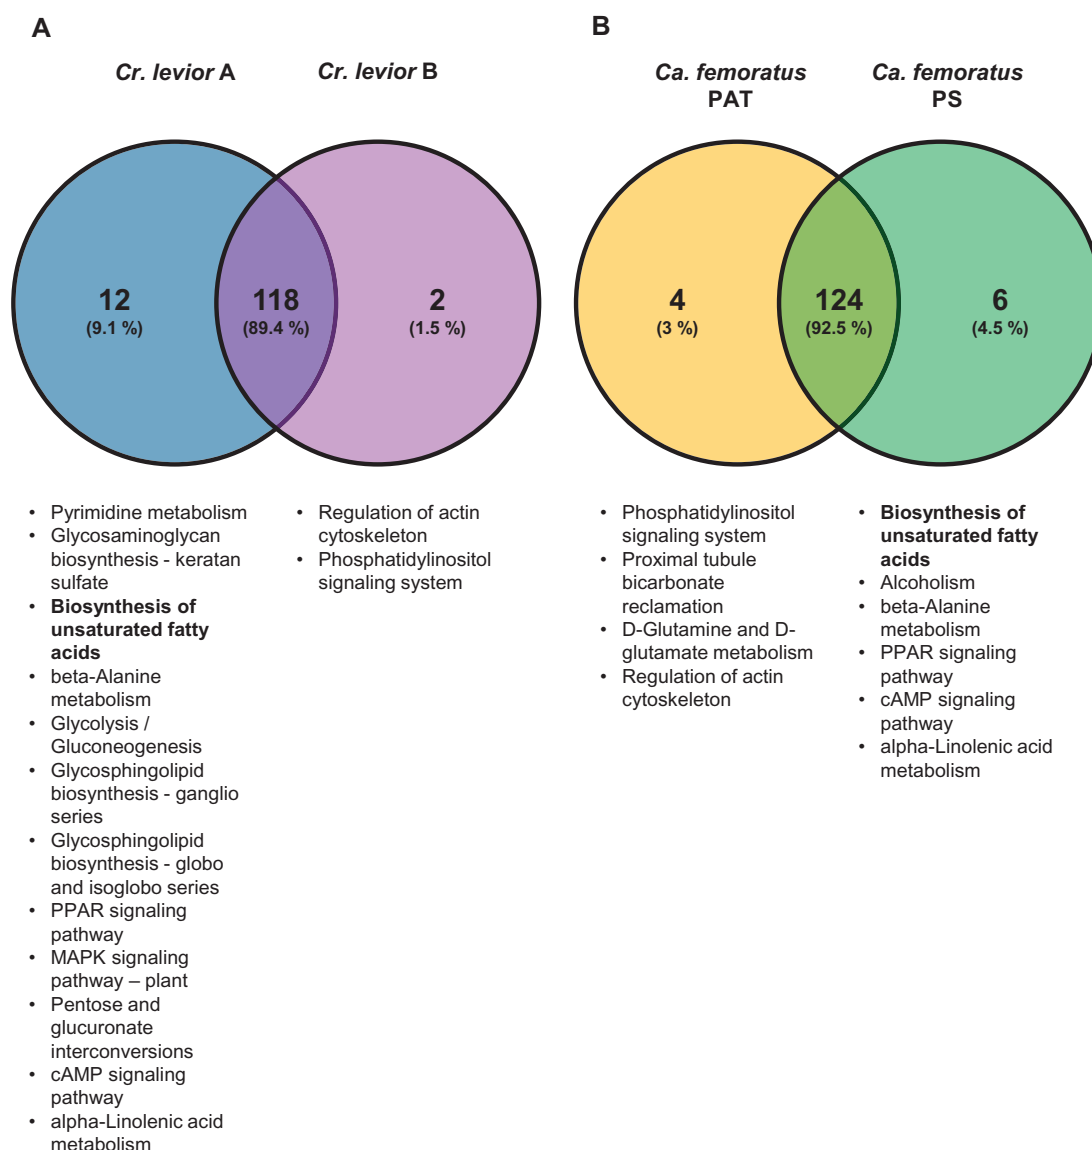 A
Cr. levior A
Cr. levior B
12
(9.1 %)
118
(89.4 %)
2
(1.5 %)
• Pyrimidine metabolism
• Glycosaminoglycan
biosynthesis - keratan
sulfate
• Biosynthesis of
unsaturated fatty
acids
• beta-Alanine
metabolism
• Glycolysis /
Gluconeogenesis
• Glycosphingolipid
biosynthesis - ganglio
series
• Glycosphingolipid
biosynthesis - globo
and isoglobo series
• PPAR signaling
pathway
• MAPK signaling
pathway – plant
• Pentose and
glucuronate
interconversions
• cAMP signaling
pathway
• alpha-Linolenic acid
metabolism
• Regulation of actin
cytoskeleton
• Phosphatidylinositol
signaling system
B
Ca. femoratus
PAT
Ca. femoratus
PS
4
(3 %)
124
(92.5 %)
6
(4.5 %)
• Phosphatidylinositol
signaling system
• Proximal tubule
bicarbonate
reclamation
• D-Glutamine and D-
glutamate metabolism
• Regulation of actin
cytoskeleton
• Biosynthesis of
unsaturated fatty
acids
• Alcoholism
• beta-Alanine
metabolism
• PPAR signaling
pathway
• cAMP signaling
pathway
• alpha-Linolenic acid
metabolism